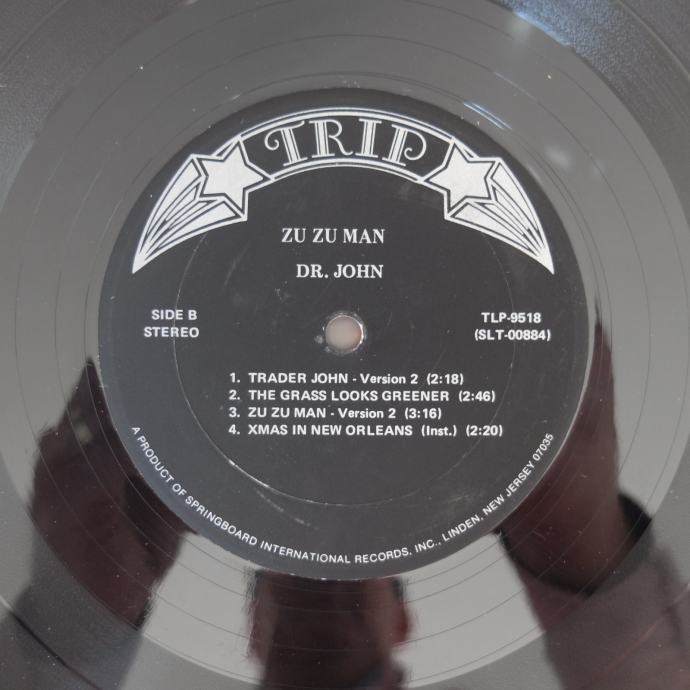 TRIP
ZU ZU MAN
DR. JOHN
SIDE B
STEREO
TLP-9518
(SLT-00884)
1. TRADER JOHN - Version 2 (2:18)
2. THE GRASS LOOKS GREENER (2:46)
3. ZU ZU MAN - Version 2 (3:16)
4. XMAS IN NEW ORLEANS (Inst.) (2:20)
A PRODUCT OF SPRINGBOARD INTERNATIONAL RECORDS, INC., LINDEN, NEW JERSEY 07035